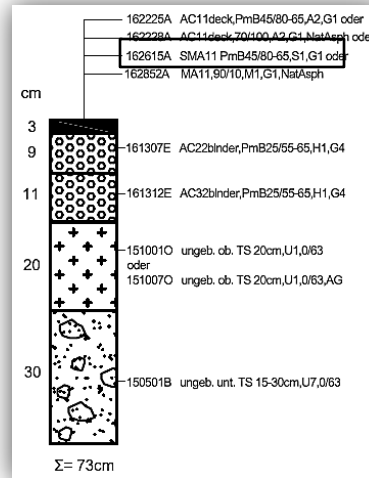 162225A AC11deck,PmB45/80-65,A2,G1 oder
162228A AC11deck,70/100,A2,G1,NatAsph oder
162615A SMA11 PmB45/80-65,S1,G1 oder
162852A MA11,90/10,M1,G1,NatAsph
cm
3
9 161307E AC22binder,PmB25/55-65,H1,G4
11 161312E AC32binder,PmB25/55-65,H1,G4
20 151001O ungeb. ob. TS 20cm,U1,0/63
oder
151007O ungeb. ob. TS 20cm,U1,0/63,AG
30 150501B ungeb. unt. TS 15-30cm,U7,0/63
Σ= 73cm